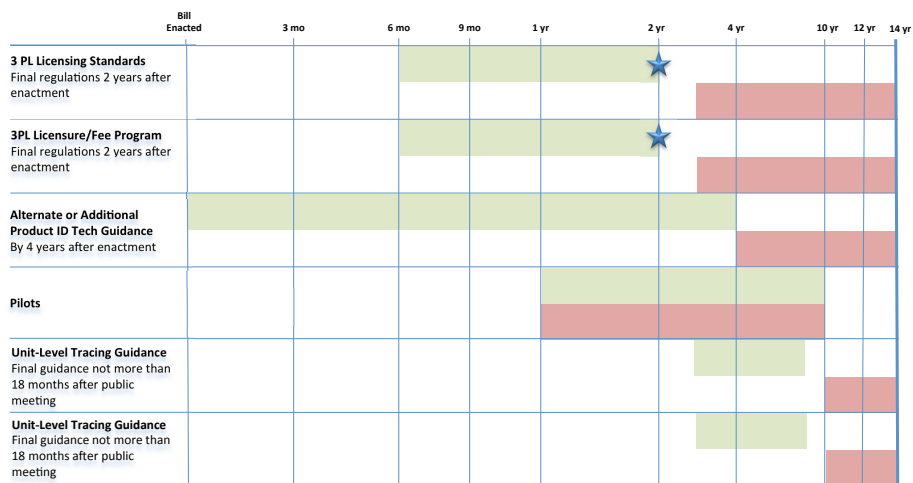 Bill
Enacted 3 mo 6 mo 9 mo 1 yr 2 yr 4 yr 10 yr 12 yr 14 yr
3 PL Licensing Standards
Final regulations 2 years after
enactment
3PL Licensure/Fee Program
Final regulations 2 years after
enactment
Alternate or Additional
Product ID Tech Guidance
By 4 years after enactment
Pilots
Unit-Level Tracing Guidance
Final guidance not more than
18 months after public
meeting
Unit-Level Tracing Guidance
Final guidance not more than
18 months after public
meeting